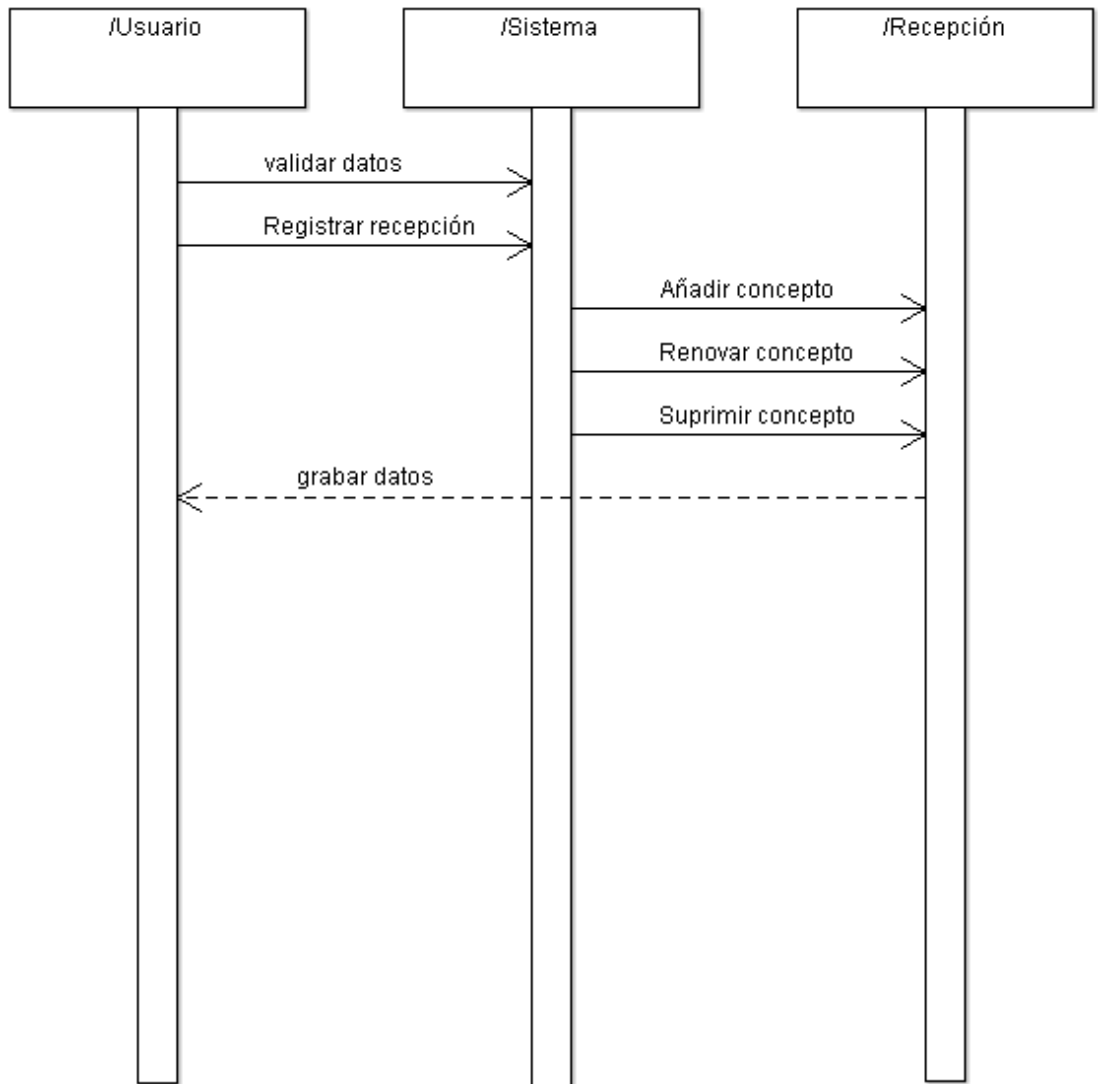 /Usuario
/Sistema
/Recepción
validar datos
Registrar recepción
Añadir concepto
Renovar concepto
Suprimir concepto
grabar datos